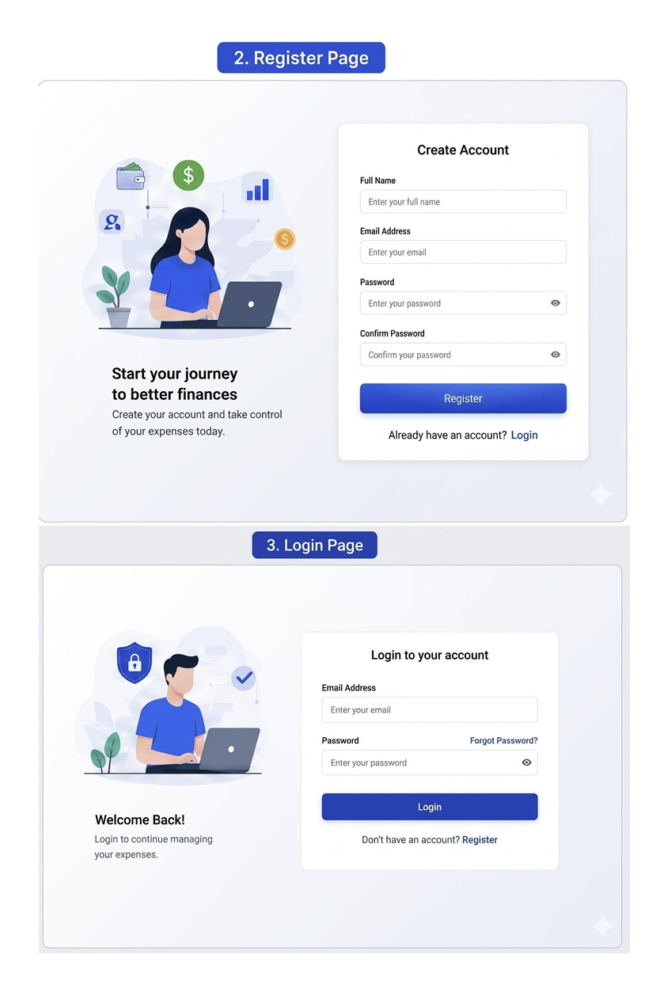 2. Register Page
Create Account
Full Name
Enter your full name
Email Address
Enter your email
Password
Enter your password
Confirm Password
Confirm your password
Register
Already have an account? Login
$
$
Start your journey
to better finances
Create your account and take control
of your expenses today.
3. Login Page
Login to your account
Email Address
Enter your email
Password Forgot Password?
Enter your password
Login
Don't have an account? Register
Welcome Back!
Login to continue managing
your expenses.